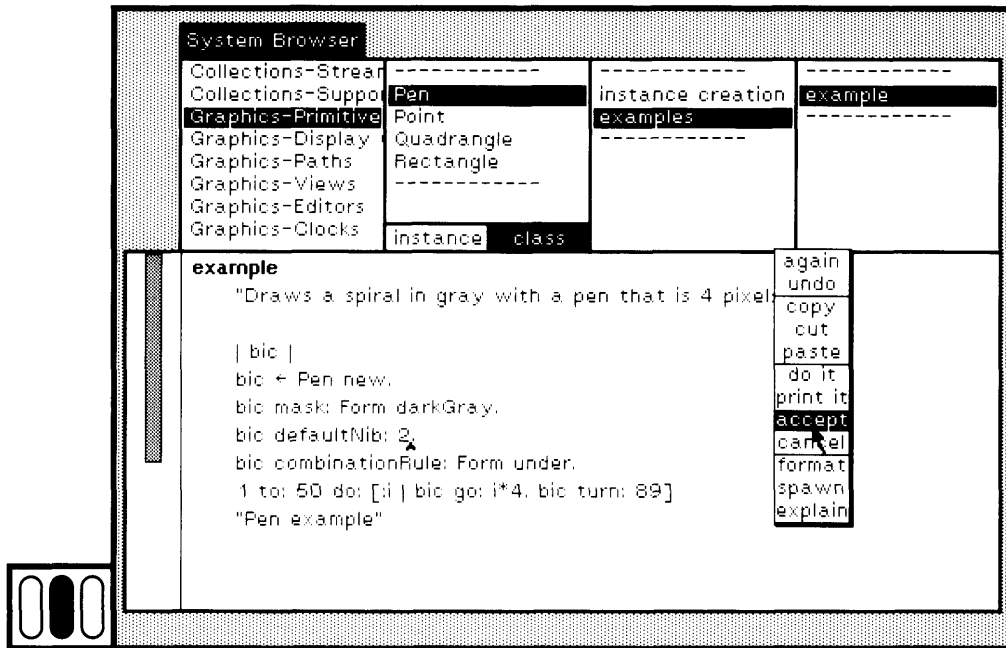 System Browser
Collections-Strear
Collections-Suppo
Graphics-Primitive
Graphics-Display
Graphics-Paths
Graphics-Views
Graphics-Editors
Graphics-Clocks
------------
Pen
Point
Quadrangle
Rectangle
------------
instance class
------------
instance creation
examples
------------
------------
example
------------
example
"Draws a spiral in gray with a pen that is 4 pixel
| bic |
bic ← Pen new.
bic mask: Form darkGray.
bic defaultNib: 2.
bic combinationRule: Form under.
1 to: 50 do: [:i | bic go: i*4. bic turn: 89]
"Pen example"
again
undo
copy
cut
paste
do it
print it
accept
cancel
format
spawn
explain